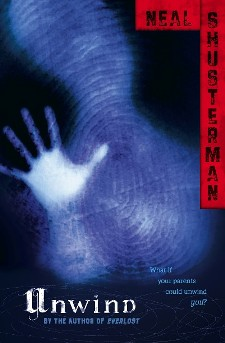 NEAL
SHUSTERMAN
What if
your parents
could unwind
you?
Unwind
BY THE AUTHOR OF EVERLOST